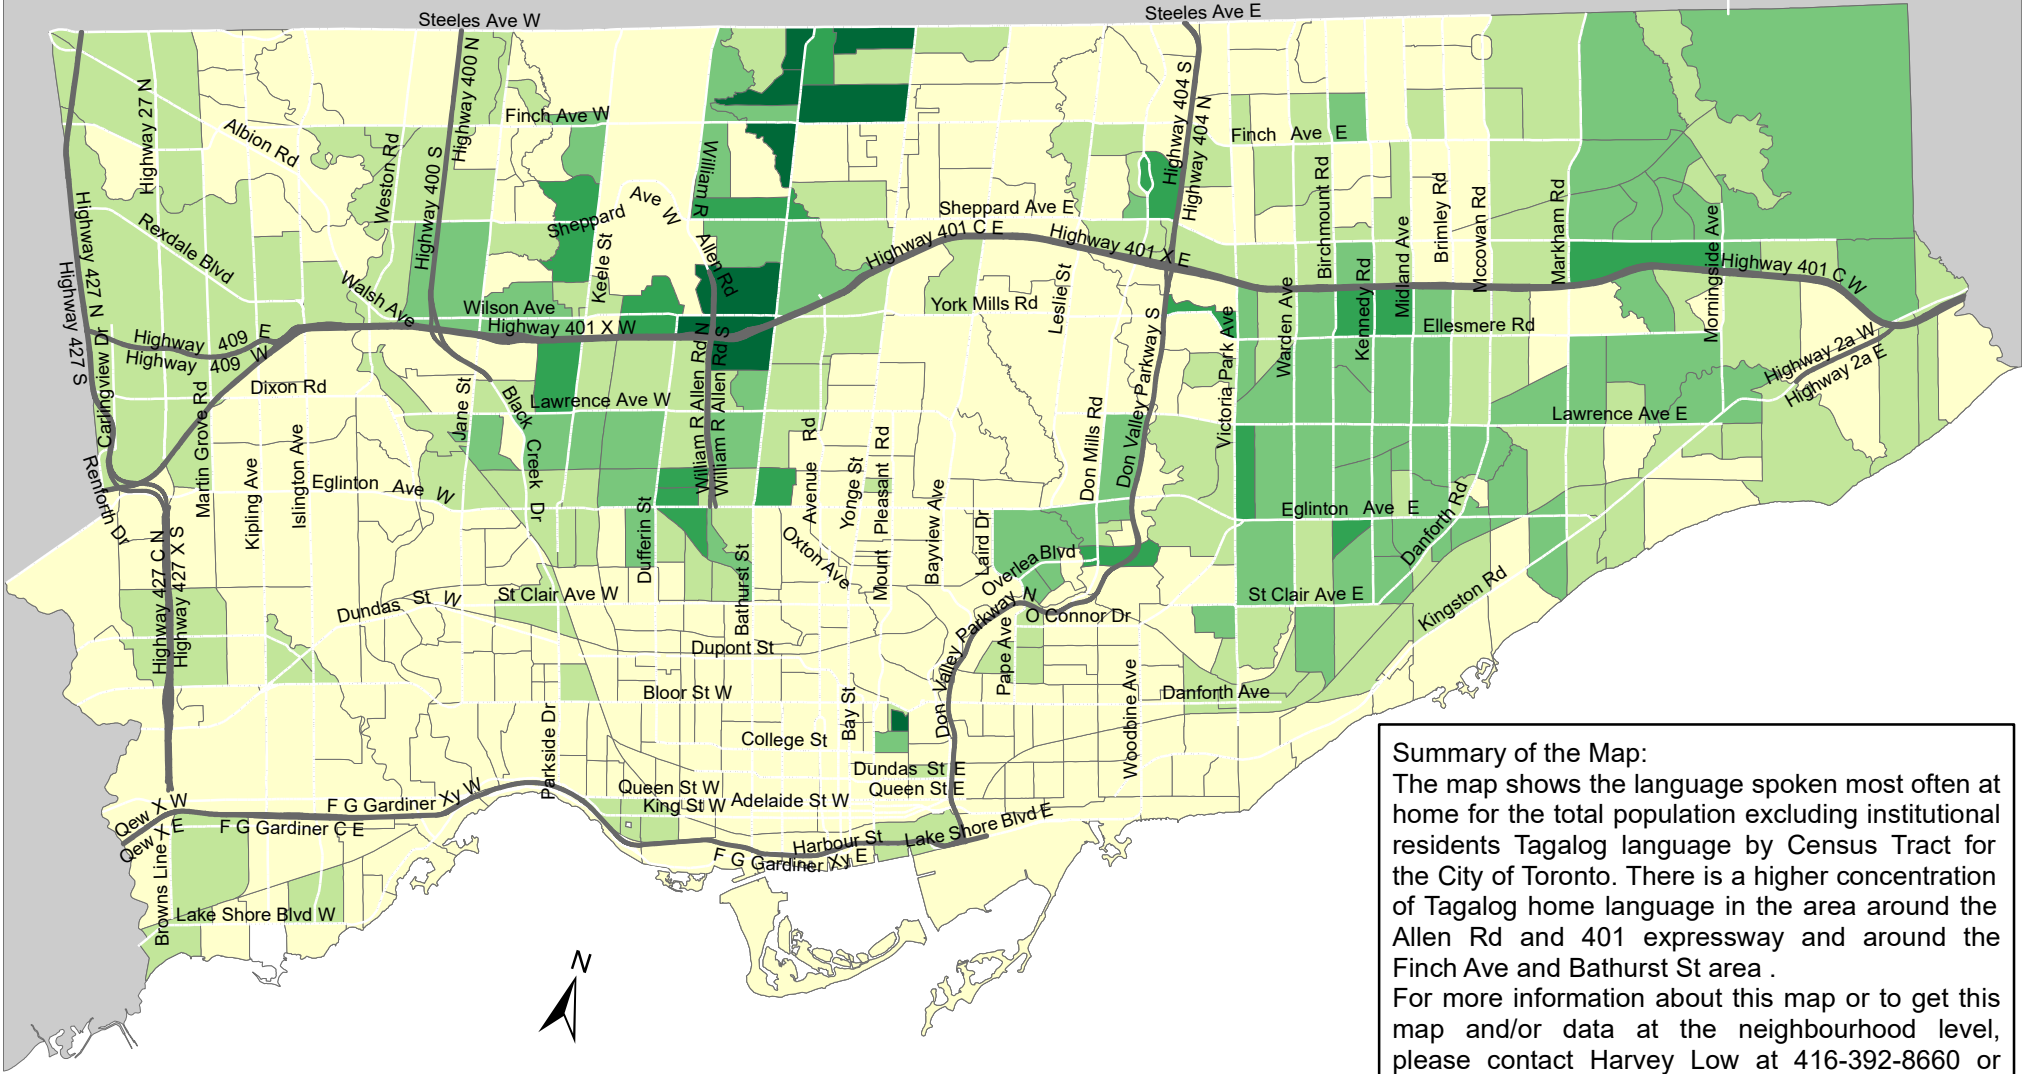 Steeles Ave W
Steeles Ave E
Highway 27 N
Albion Rd
Weston Rd
Highway 400 N
Highway 400 S
Finch Ave W
William R
Allen Rd
Highway 404 S
Highway 404 N
Finch Ave E
Sheppard Ave W
Keele St
Sheppard Ave E
Highway 401 C E
Highway 401 X E
Birchmount Rd
Midland Ave
Brimley Rd
Mccowan Rd
Markham Rd
Morningside Ave
Highway 401 C W
Highway 427 N
Highway 427 S
Rexdale Blvd
Walsh Ave
Wilson Ave
Highway 401 X W
York Mills Rd
Leslie St
Victoria Park Ave
Warden Ave
Kennedy Rd
Ellesmere Rd
Highway 2a W
Highway 2a E
Highway 409 E
Highway 409 W
Carlingview Dr
Martin Grove Rd
Dixon Rd
Jane St
Black Creek Dr
Lawrence Ave W
William R Allen Rd N
William R Allen Rd S
Don Mills Rd
Don Valley Parkway S
Lawrence Ave E
Renforth Dr
Kipling Ave
Islington Ave
Eglinton Ave W
Dufferin St
Bathurst St
Avenue Rd
Yonge St
Mount Pleasant Rd
Bayview Ave
Laird Dr
Oxton Ave
Overlea Blvd
Eglinton Ave E
Danforth Rd
Highway 427 C N
Highway 427 X S
Dundas St W
St Clair Ave W
Don Valley Parkway N
O Connor Dr
St Clair Ave E
Kingston Rd
Dupont St
Pape Ave
Woodbine Ave
Bloor St W
Bay St
Danforth Ave
Parkside Dr
College St
Dundas St E
Queen St E
Queen St W
King St W
Adelaide St W
Qew X W
Qew X E
F G Gardiner Xy W
F G Gardiner C E
Harbour St
Lake Shore Blvd E
F G Gardiner Xy E
Browns Line
Lake Shore Blvd W
N
Summary of the Map:
The map shows the language spoken most often at
home for the total population excluding institutional
residents Tagalog language by Census Tract for
the City of Toronto. There is a higher concentration
of Tagalog home language in the area around the
Allen Rd and 401 expressway and around the
Finch Ave and Bathurst St area .
For more information about this map or to get this
map and/or data at the neighbourhood level,
please contact Harvey Low at 416-392-8660 or